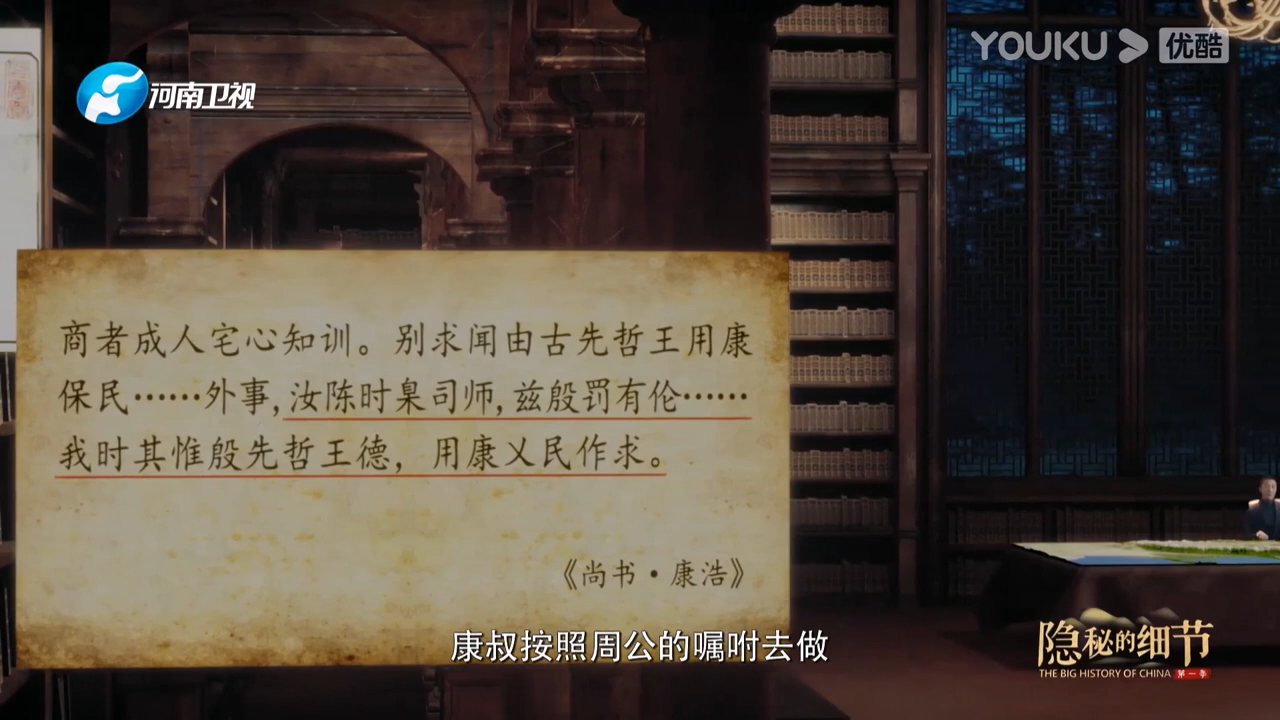 河南卫视
YOUKU 优酷
商者成人宅心知训。别求闻由古先哲王用康
保民……外事,汝陈时臬司师,兹殷罚有伦……
我时其惟殷先哲王德，用康乂民作求。
《尚书·康浩》
康叔按照周公的嘱咐去做
隐秘的细节
THE BIG HISTORY OF CHINA 第一季